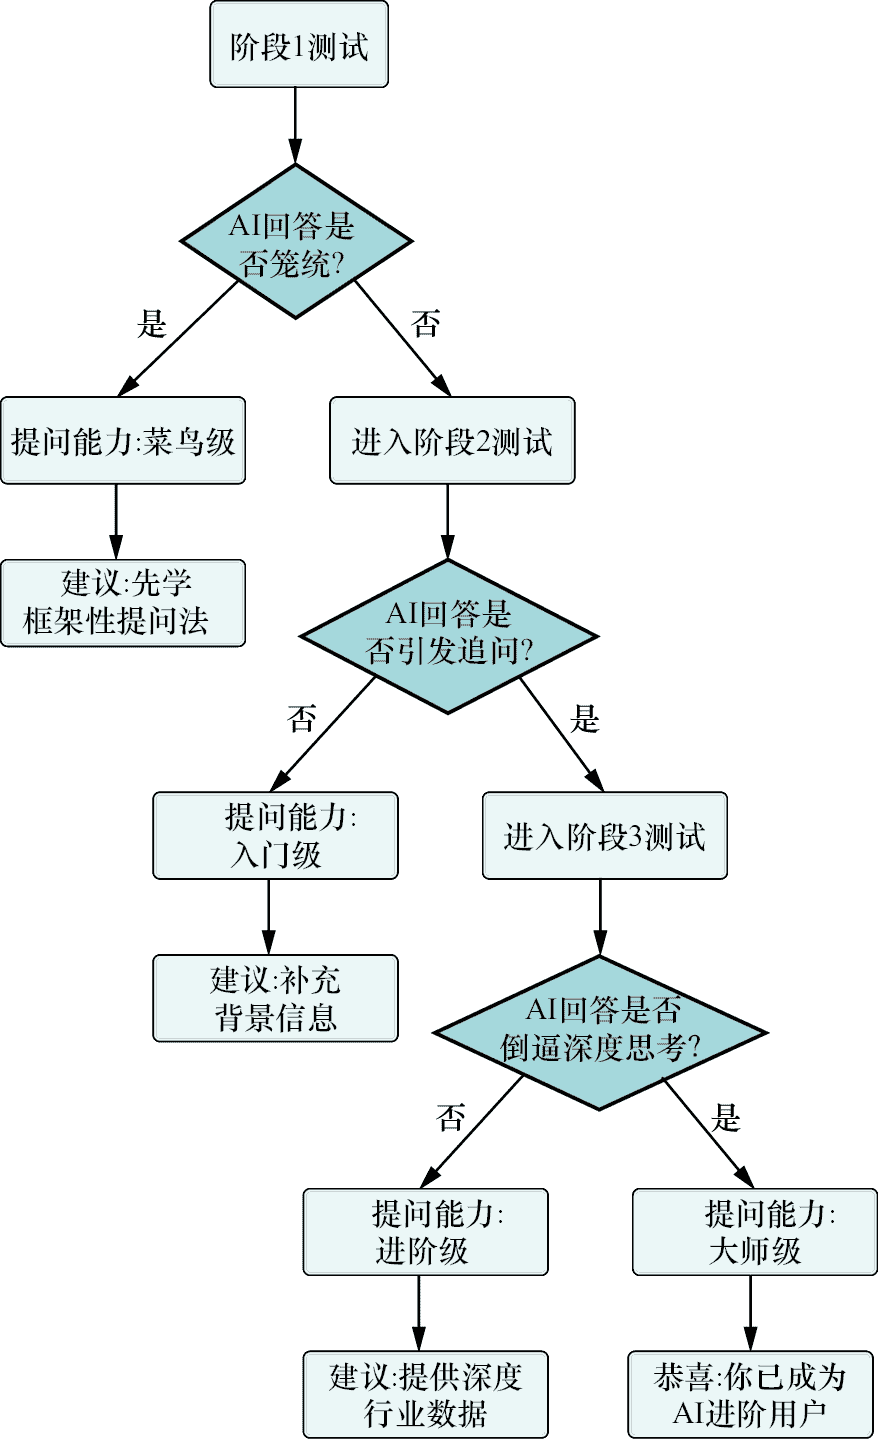 阶段1测试
AI回答是
否笼统?
是
否
提问能力:菜鸟级
进入阶段2测试
建议:先学
框架性提问法
AI回答是
否引发追问?
否
是
提问能力:
入门级
进入阶段3测试
建议:补充
背景信息
AI回答是否
倒逼深度思考?
否
是
提问能力:
进阶级
提问能力:
大师级
建议:提供深度
行业数据
恭喜:你已成为
AI进阶用户